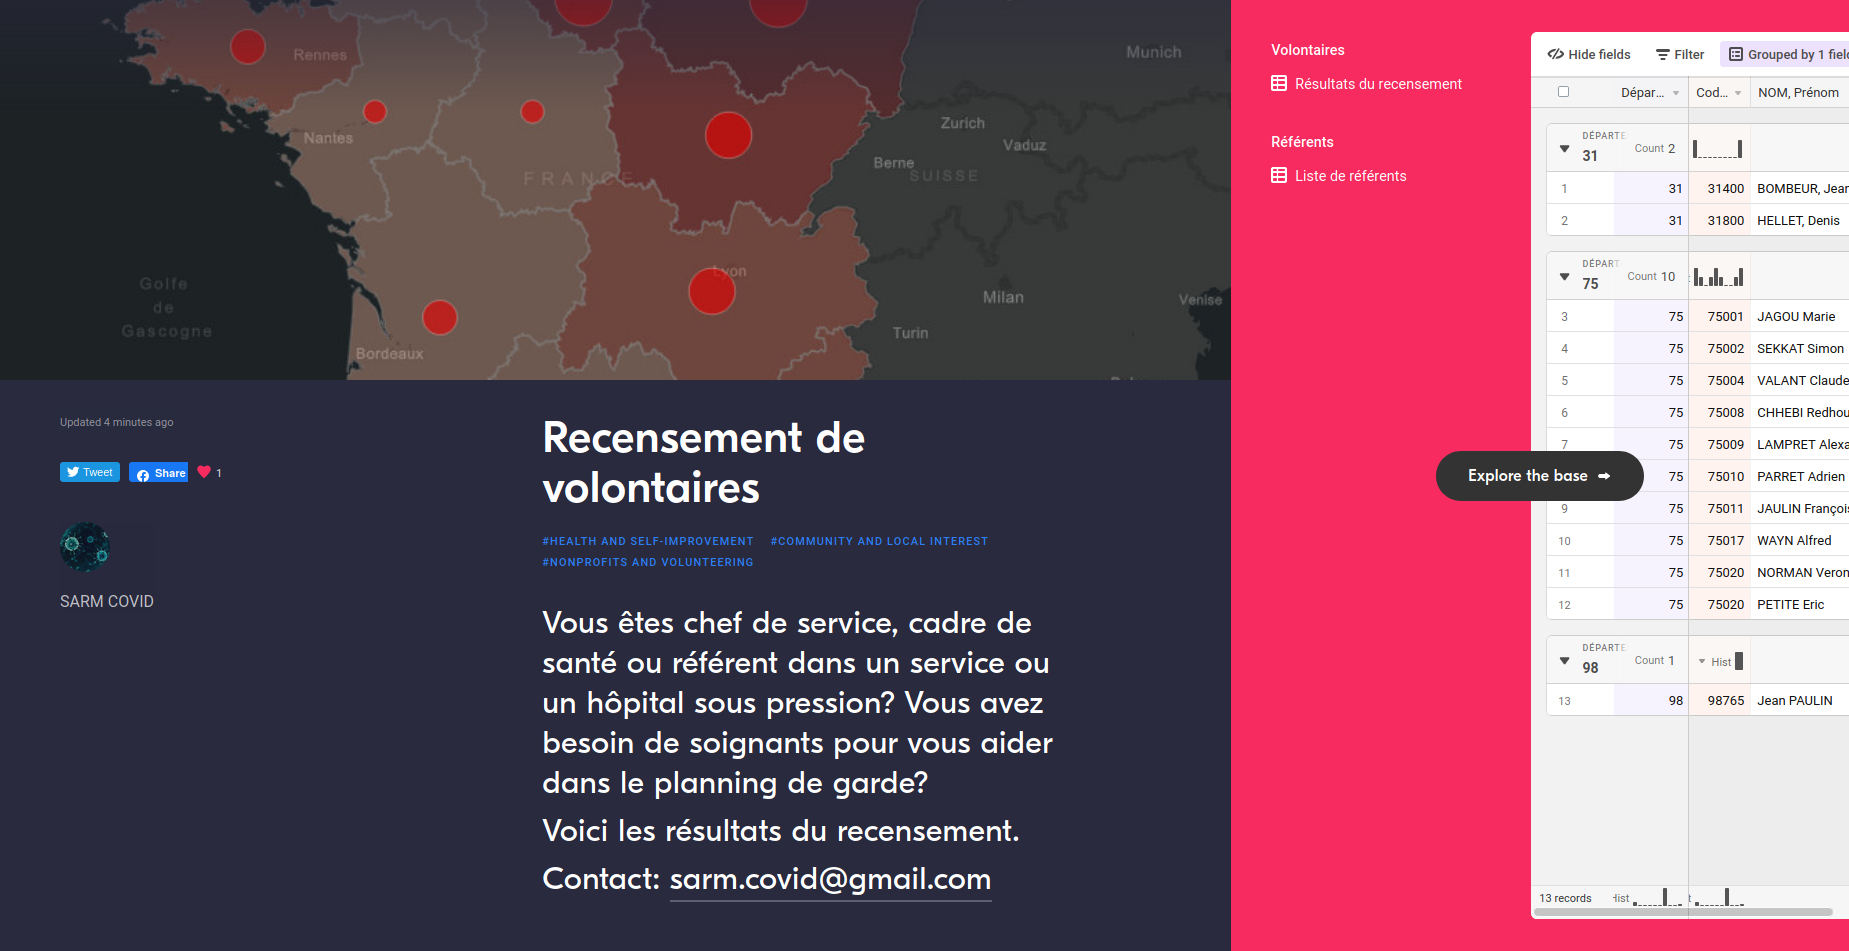 Rennes
Munich
Nantes
Zurich
Vaduz
Berne
FRANCE
SUISSE
Lyon
Golfe
de
Gascogne
Milan
Venise
Turin
Bordeaux
Updated 4 minutes ago
Tweet
Share
1
SARM COVID
Recensement de
volontaires
#HEALTH AND SELF-IMPROVEMENT #COMMUNITY AND LOCAL INTEREST
#NONPROFITS AND VOLUNTEERING
Vous êtes chef de service, cadre de
santé ou référent dans un service ou
un hôpital sous pression? Vous avez
besoin de soignants pour vous aider
dans le planning de garde?
Voici les résultats du recensement.
Contact: sarm.covid@gmail.com
Volontaires
Résultats du recensement
Référents
Liste de référents
Explore the base
Hide fields Filter Grouped by 1 fiel
Dépar... Cod... NOM, Prénom
DÉPARTE
31 Count 2
1 31 31400 BOMBEUR, Jean
2 31 31800 HELLET, Denis
DÉPART
75 Count 10
3 75 75001 JAGOU Marie
4 75 75002 SEKKAT Simon
5 75 75004 VALANT Claude
6 75 75008 CHHEBI Redhou
7 75 75009 LAMPRET Alexa
75 75010 PARRET Adrien
9 75 75011 JAULIN François
10 75 75017 WAYN Alfred
11 75 75020 NORMAN Veron
12 75 75020 PETITE Eric
DÉPARTE
98 Count 1 Hist
13 98 98765 Jean PAULIN
13 records Hist